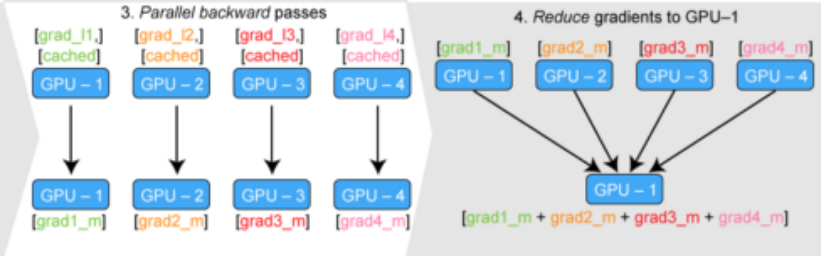 3. Parallel backward passes
[grad_l1,] [grad_l2,] [grad_l3,] [grad_l4,]
[cached] [cached] [cached] [cached]
GPU – 1 GPU – 2 GPU – 3 GPU – 4
GPU – 1 GPU – 2 GPU – 3 GPU – 4
[grad1_m] [grad2_m] [grad3_m] [grad4_m]
4. Reduce gradients to GPU–1
[grad1_m] [grad2_m] [grad3_m] [grad4_m]
GPU – 1 GPU – 2 GPU – 3 GPU – 4
GPU – 1
[grad1_m + grad2_m + grad3_m + grad4_m]